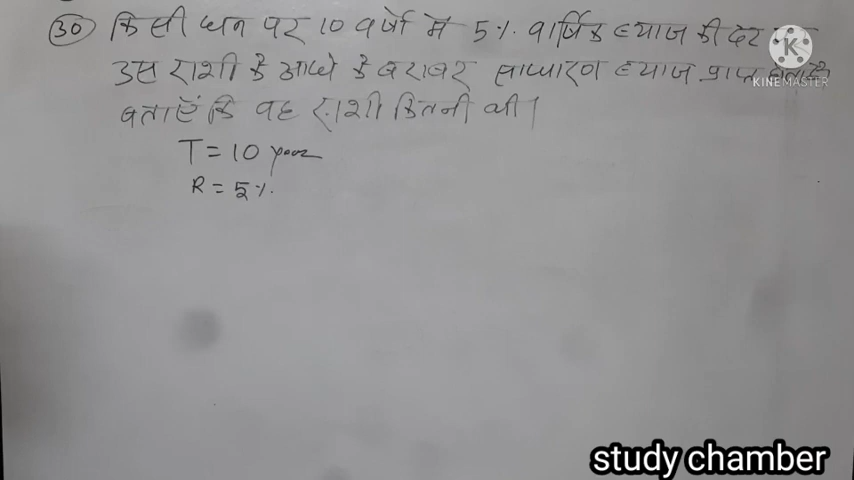 30 किसी धन पर 10 वर्षो मे 5% वार्षिक ब्याज की दर
उस राशी के आधे के बराबर साधारण ब्याज प्राप्त होता है
बताएं कि वह राशी कितनी थी।
T = 10 year
R = 5%.
K
KINEMASTER
study chamber